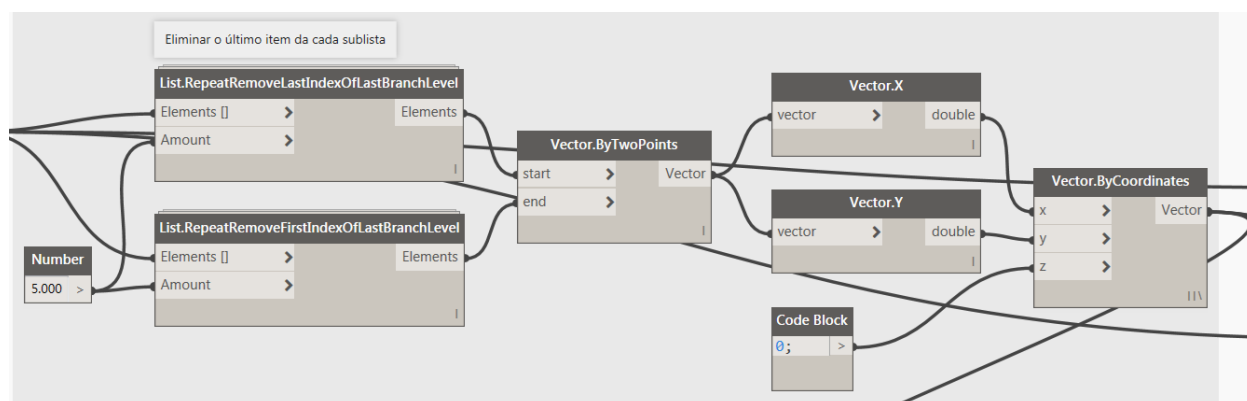 Eliminar o último item da cada sublista
List.RepeatRemoveLastIndexOfLastBranchLevel
Elements []
>
Elements
Amount
>
|
List.RepeatRemoveFirstIndexOfLastBranchLevel
Elements []
>
Elements
Amount
>
|
Number
5.000
>
Vector.ByTwoPoints
start
>
Vector
end
>
|
Vector.X
vector
>
double
|
Vector.Y
vector
>
double
|
Code Block
0;
>
Vector.ByCoordinates
x
>
Vector
y
>
z
>
||\